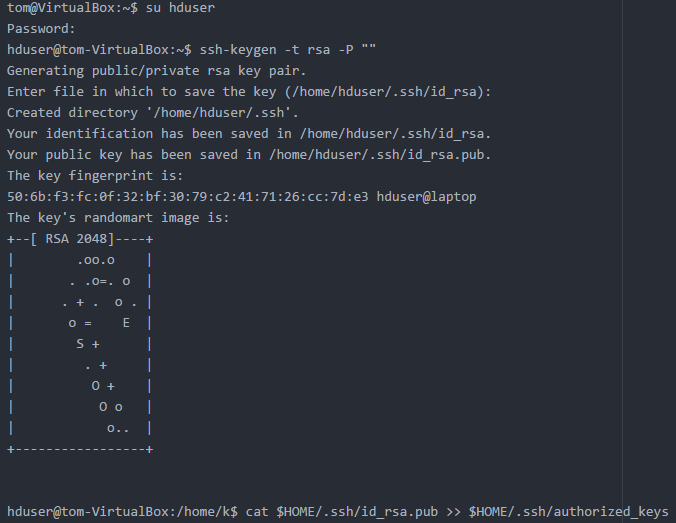 tom@VirtualBox:~$ su hduser
Password:
hduser@tom-VirtualBox:~$ ssh-keygen -t rsa -P ""
Generating public/private rsa key pair.
Enter file in which to save the key (/home/hduser/.ssh/id_rsa):
Created directory '/home/hduser/.ssh'.
Your identification has been saved in /home/hduser/.ssh/id_rsa.
Your public key has been saved in /home/hduser/.ssh/id_rsa.pub.
The key fingerprint is:
50:6b:f3:fc:0f:32:bf:30:79:c2:41:71:26:cc:7d:e3 hduser@laptop
The key's randomart image is:
+--[ RSA 2048]----+
|        .oo.o    |
|       . .o=. o  |
|      . + .  o . |
|       o =    E  |
|        S +      |
|         . +     |
|          O +    |
|           O o   |
|            o..  |
+-----------------+
hduser@tom-VirtualBox:/home/k$ cat $HOME/.ssh/id_rsa.pub >> $HOME/.ssh/authorized_keys